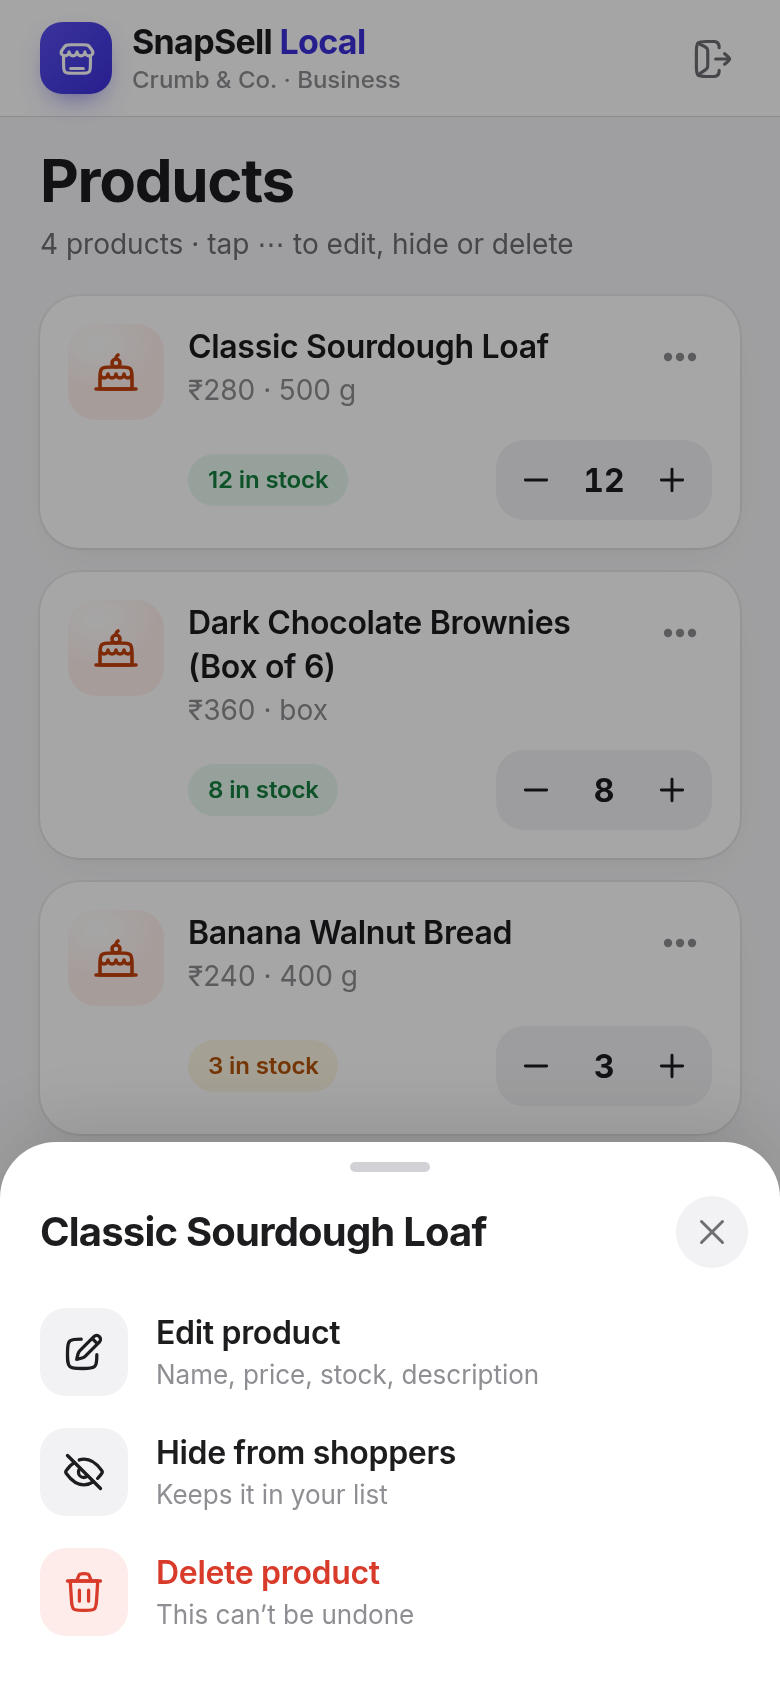 SnapSell Local
Crumb & Co. · Business
Products
4 products · tap ··· to edit, hide or delete
Classic Sourdough Loaf
₹280 · 500 g
12 in stock
12
Dark Chocolate Brownies
(Box of 6)
₹360 · box
8 in stock
8
Banana Walnut Bread
₹240 · 400 g
3 in stock
3
Classic Sourdough Loaf
Edit product
Name, price, stock, description
Hide from shoppers
Keeps it in your list
Delete product
This can’t be undone